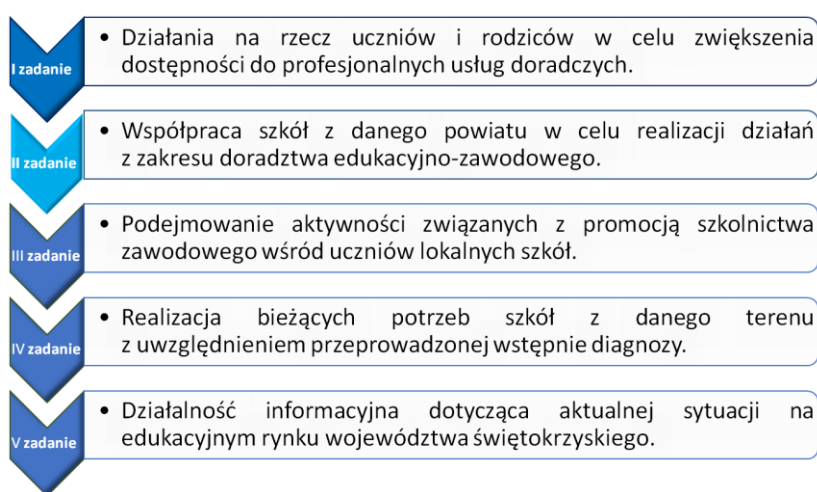 I zadanie
• Działania na rzecz uczniów i rodziców w celu zwiększenia
dostępności do profesjonalnych usług doradczych.
II zadanie
• Współpraca szkół z danego powiatu w celu realizacji działań
z zakresu doradztwa edukacyjno-zawodowego.
III zadanie
• Podejmowanie aktywności związanych z promocją szkolnictwa
zawodowego wśród uczniów lokalnych szkół.
IV zadanie
• Realizacja bieżących potrzeb szkół z danego terenu
z uwzględnieniem przeprowadzonej wstępnie diagnozy.
V zadanie
• Działalność informacyjna dotycząca aktualnej sytuacji na
edukacyjnym rynku województwa świętokrzyskiego.